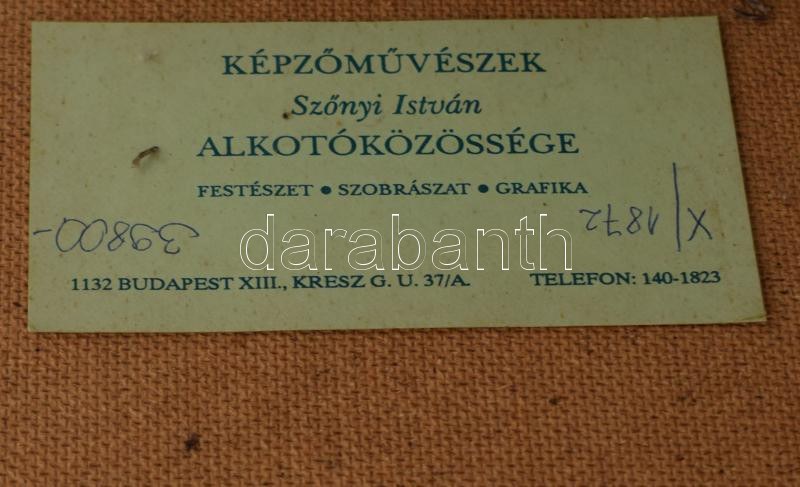 KÉPZŐMŰVÉSZEK
Szőnyi István
ALKOTÓKÖZÖSSÉGE
FESTÉSZET • SZOBRÁSZAT • GRAFIKA
39800,-
X/1872
darabanth
1132 BUDAPEST XIII., KRESZ G. U. 37/A. TELEFON: 140-1823